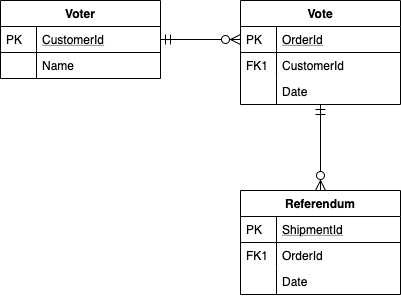 Voter
PK CustomerId
Name
Vote
PK OrderId
FK1 CustomerId
Date
Referendum
PK ShipmentId
FK1 OrderId
Date